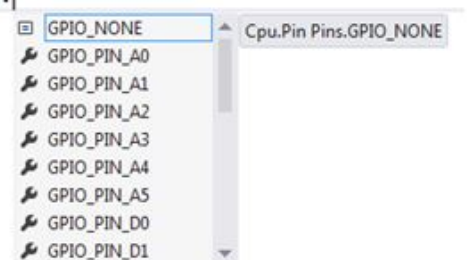 GPIO_NONE
Cpu.Pin Pins.GPIO_NONE
GPIO_PIN_A0
GPIO_PIN_A1
GPIO_PIN_A2
GPIO_PIN_A3
GPIO_PIN_A4
GPIO_PIN_A5
GPIO_PIN_D0
GPIO_PIN_D1